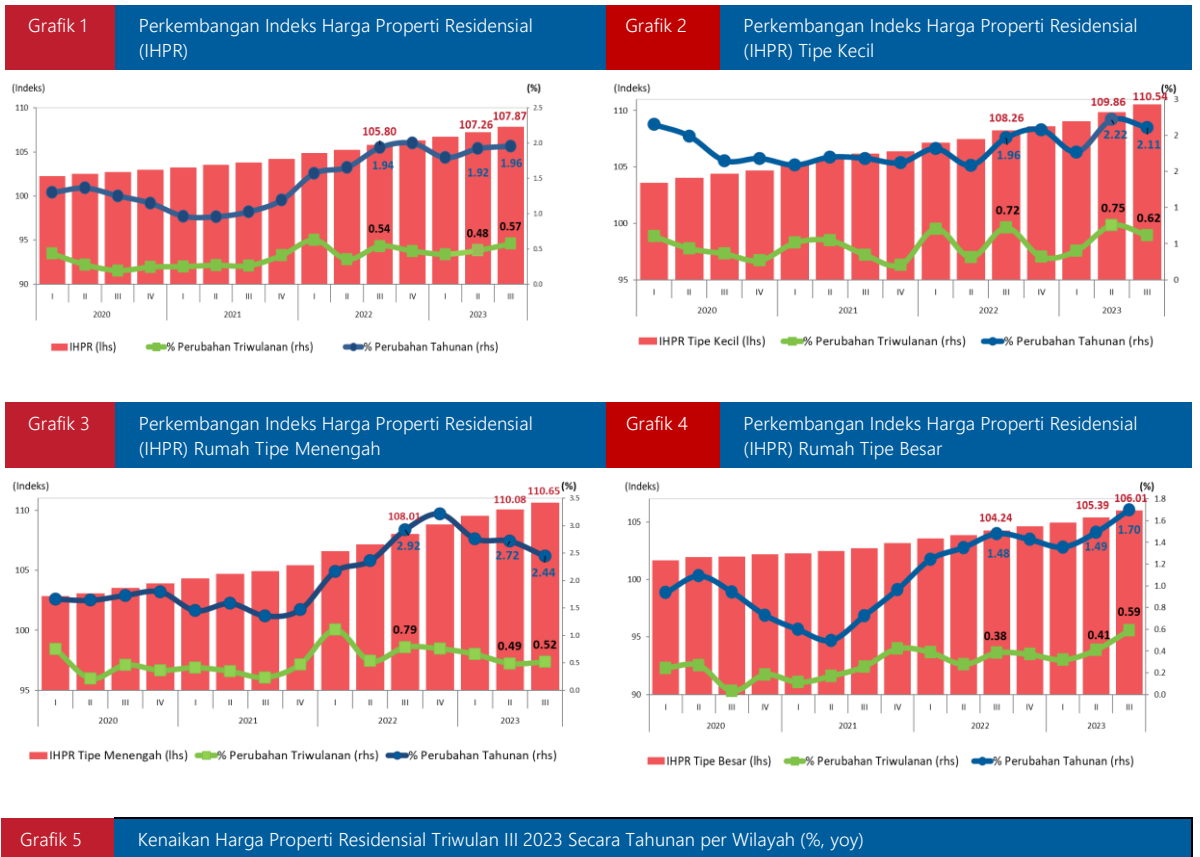 Grafik 1
Perkembangan Indeks Harga Properti Residensial
(IHPR)
(Indeks)
(%)
110
105
100
95
90
2.5
2.0
1.5
1.0
0.5
0.0
105.80
107.26
107.87
1.94
1.92
1.96
0.54
0.48
0.57
I II III IV I II III IV I II III IV I II III
2020 2021 2022 2023
IHPR (lhs) % Perubahan Triwulanan (rhs) % Perubahan Tahunan (rhs)
Grafik 2
Perkembangan Indeks Harga Properti Residensial
(IHPR) Tipe Kecil
(Indeks)
(%)
110
105
100
95
3
2
2
1
1
0
108.26
109.86
110.54
1.96
2.22
2.11
0.72
0.75
0.62
I II III IV I II III IV I II III IV I II III
2020 2021 2022 2023
IHPR Tipe Kecil (lhs) % Perubahan Triwulanan (rhs) % Perubahan Tahunan (rhs)
Grafik 3
Perkembangan Indeks Harga Properti Residensial
(IHPR) Rumah Tipe Menengah
(Indeks)
(%)
110
105
100
95
3.5
3.0
2.5
2.0
1.5
1.0
0.5
0.0
108.01
110.08
110.65
2.92
2.72
2.44
0.79
0.49
0.52
I II III IV I II III IV I II III IV I II III
2020 2021 2022 2023
IHPR Tipe Menengah (lhs) % Perubahan Triwulanan (rhs) % Perubahan Tahunan (rhs)
Grafik 4
Perkembangan Indeks Harga Properti Residensial
(IHPR) Rumah Tipe Besar
(Indeks)
(%)
105
100
95
90
1.8
1.6
1.4
1.2
1.0
0.8
0.6
0.4
0.2
0.0
104.24
105.39
106.01
1.48
1.49
1.70
0.38
0.41
0.59
I II III IV I II III IV I II III IV I II III
2020 2021 2022 2023
IHPR Tipe Besar (lhs) % Perubahan Triwulanan (rhs) % Perubahan Tahunan (rhs)
Grafik 5
Kenaikan Harga Properti Residensial Triwulan III 2023 Secara Tahunan per Wilayah (%, yoy)